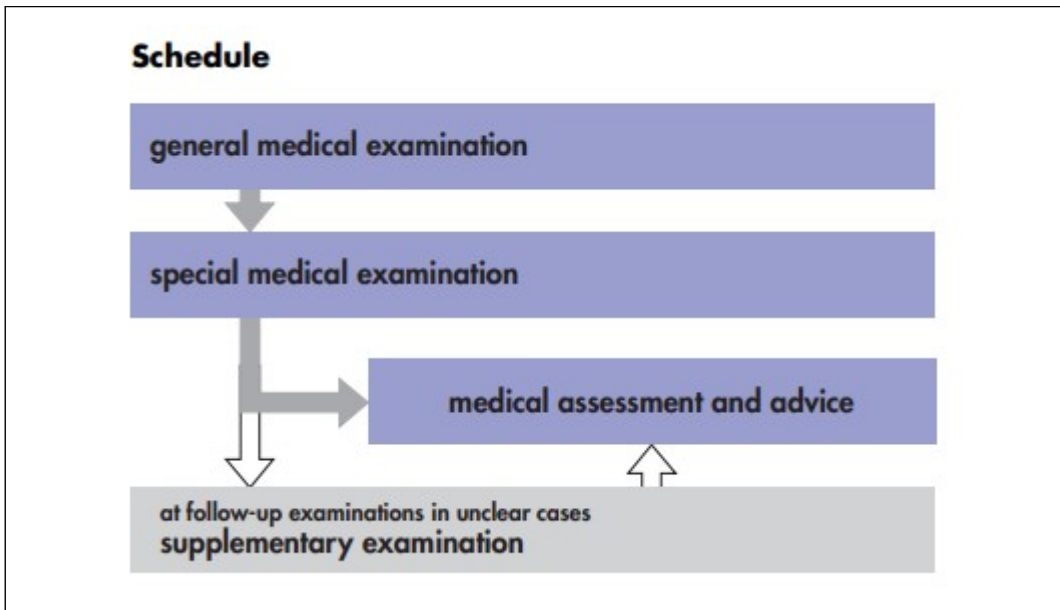 Schedule
general medical examination
special medical examination
medical assessment and advice
at follow-up examinations in unclear cases
supplementary examination